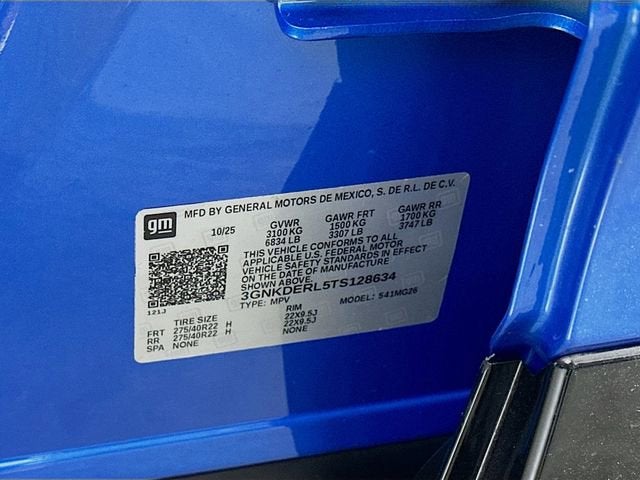 gm MFD BY GENERAL MOTORS DE MEXICO, S. DE R.L. DE C.V.
10/25 GVWR GAWR FRT GAWR RR
3100 KG 1500 KG 1700 KG
6834 LB 3307 LB 3747 LB
THIS VEHICLE CONFORMS TO ALL
APPLICABLE U.S. FEDERAL MOTOR
VEHICLE SAFETY STANDARDS IN EFFECT
ON THE DATE OF MANUFACTURE
SHOWN ABOVE.
3GNKDERL5TS128634
TYPE: MPV MODEL: 541MG26
121J
TIRE SIZE RIM
FRT 275/40R22 H 22X9.5J
RR 275/40R22 H 22X9.5J
SPA NONE NONE